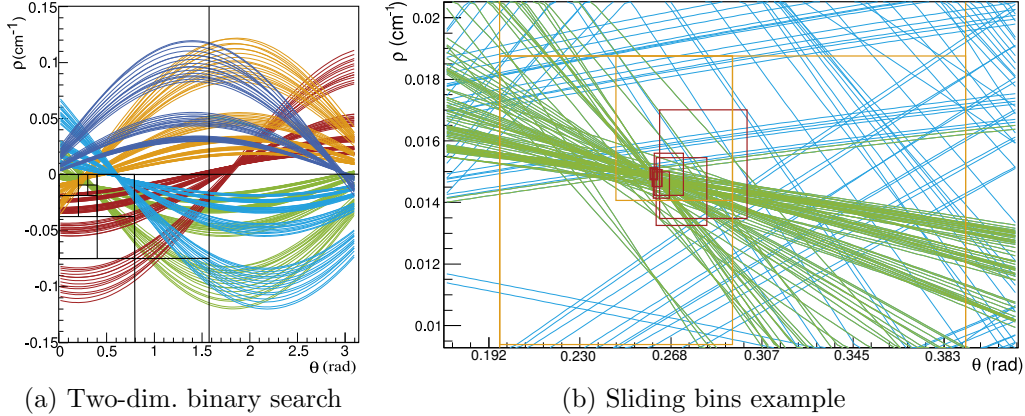 ρ(cm⁻¹)
0.15
0.1
0.05
0
-0.05
-0.1
-0.15
0 0.5 1 1.5 2 2.5 3
θ (rad)
(a) Two-dim. binary search
ρ (cm⁻¹)
0.02
0.018
0.016
0.014
0.012
0.01
0.192 0.230 0.268 0.307 0.345 0.383
θ (rad)
(b) Sliding bins example